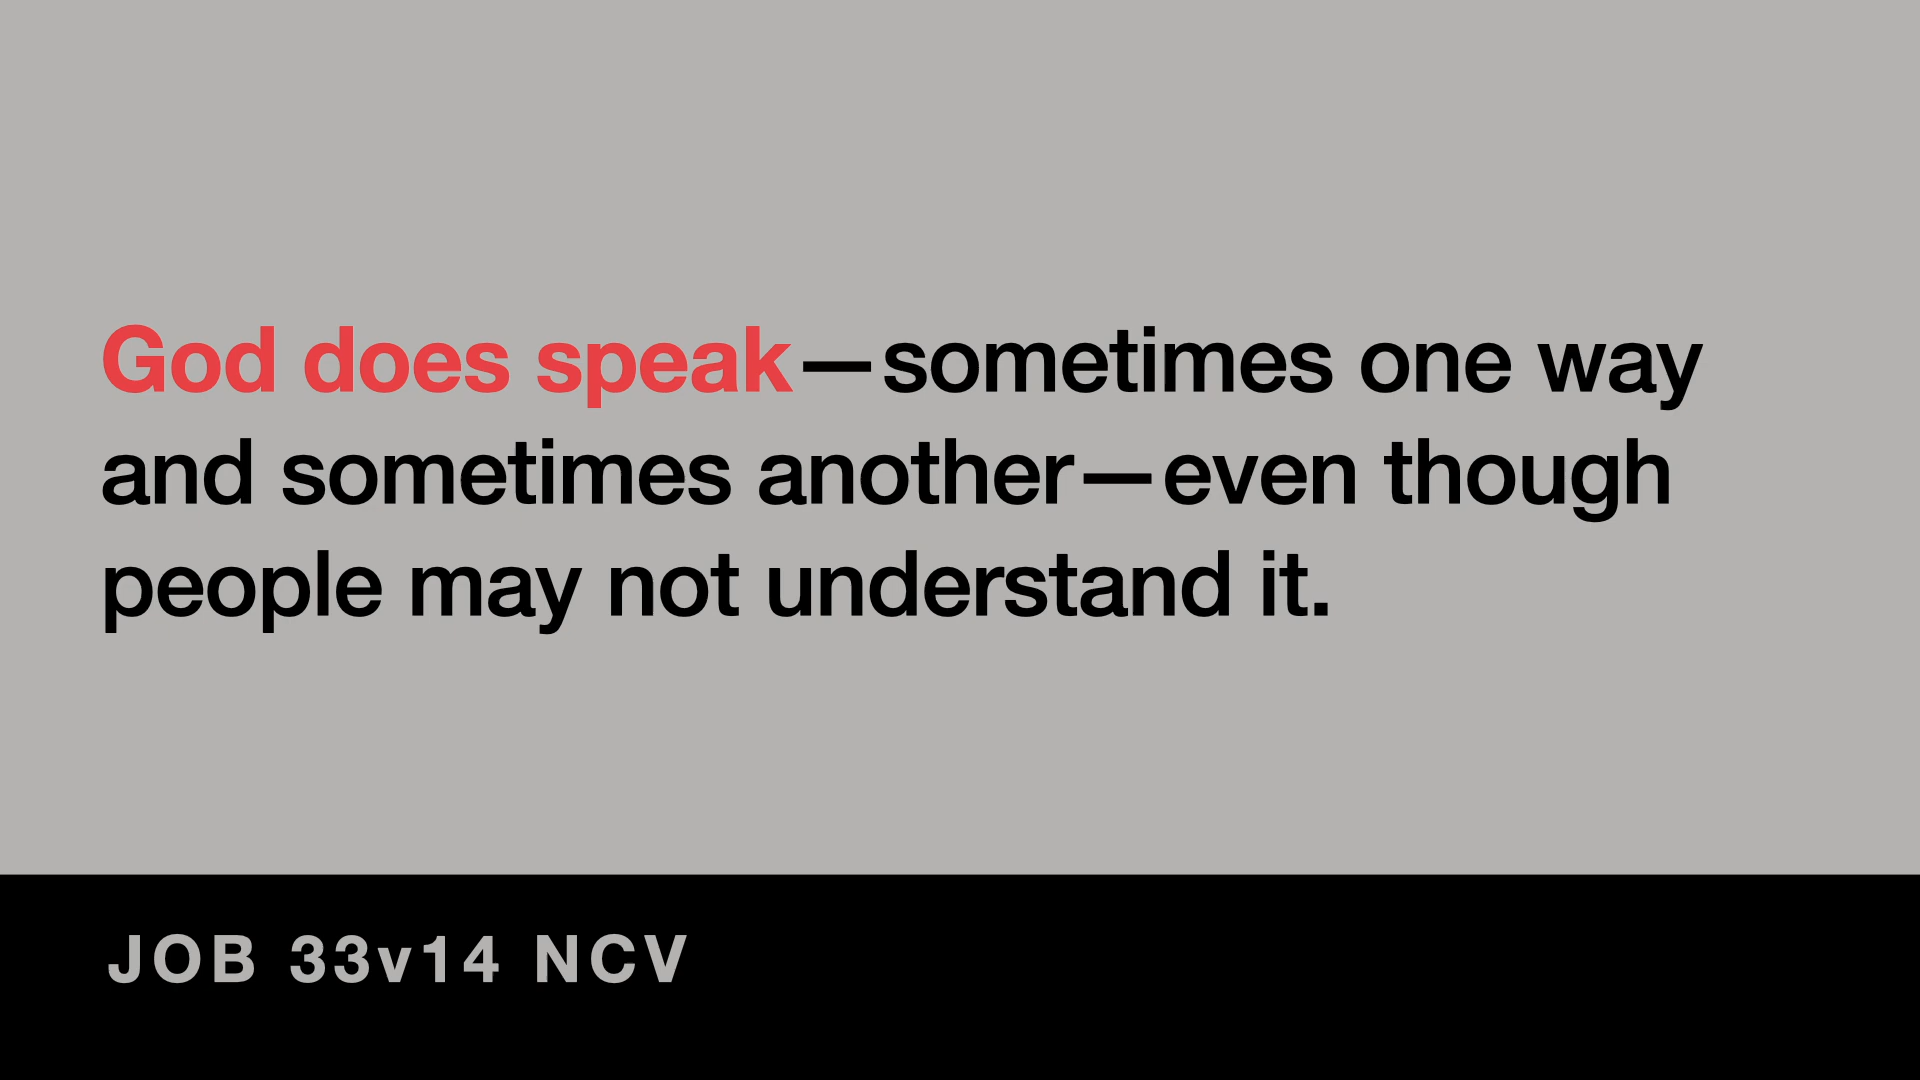 God does speak—sometimes one way
and sometimes another—even though
people may not understand it.
JOB 33v14 NCV